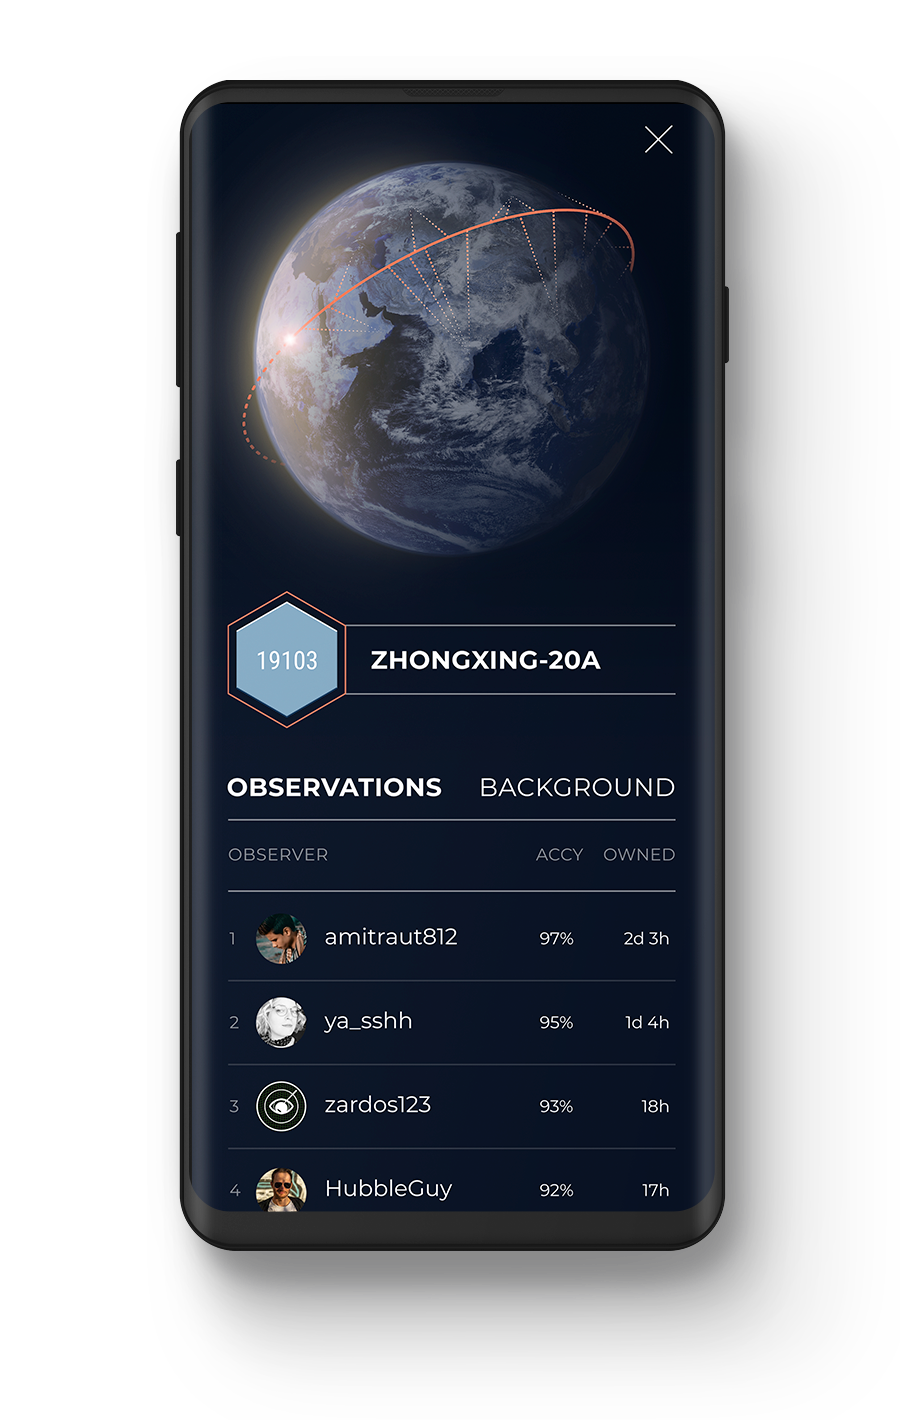 19103
ZHONGXING-20A
OBSERVATIONS BACKGROUND
OBSERVER ACCY OWNED
1 amitraut812 97% 2d 3h
2 ya_sshh 95% 1d 4h
3 zardos123 93% 18h
4 HubbleGuy 92% 17h